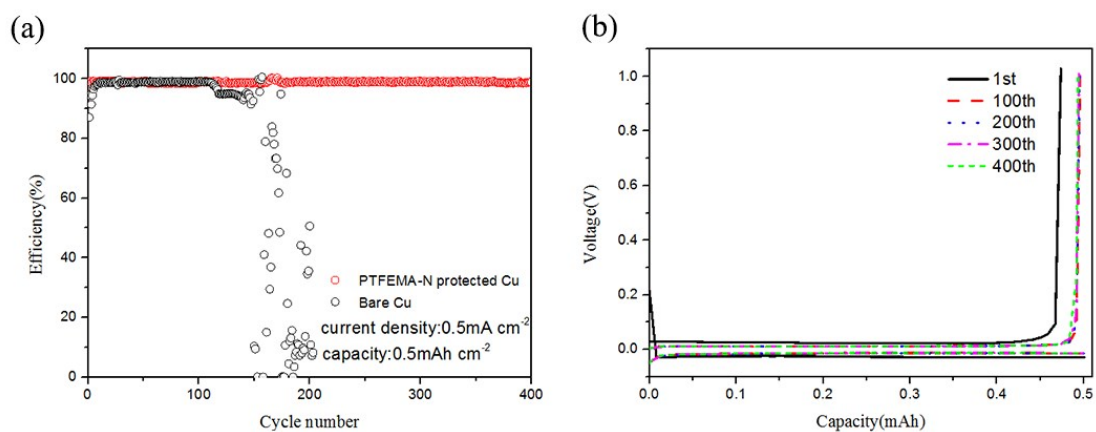 (a)
100
80
60
40
20
0
Efficiency(%)
PTFEMA-N protected Cu
Bare Cu
current density:0.5mA cm-2
capacity:0.5mAh cm-2
0 100 200 300 400
Cycle number
(b)
1.0
0.8
0.6
0.4
0.2
0.0
Voltage(V)
1st
100th
200th
300th
400th
0.0 0.1 0.2 0.3 0.4 0.5
Capacity(mAh)